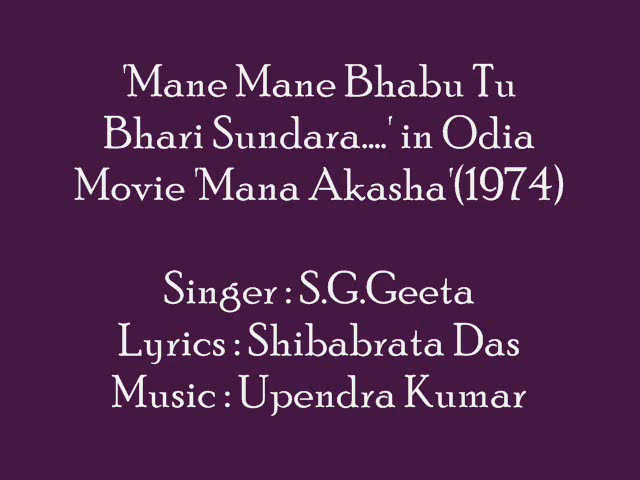 'Mane Mane Bhabu Tu
Bhari Sundara....' in Odia
Movie 'Mana Akasha'(1974)
Singer : S.G.Geeta
Lyrics : Shibabrata Das
Music : Upendra Kumar